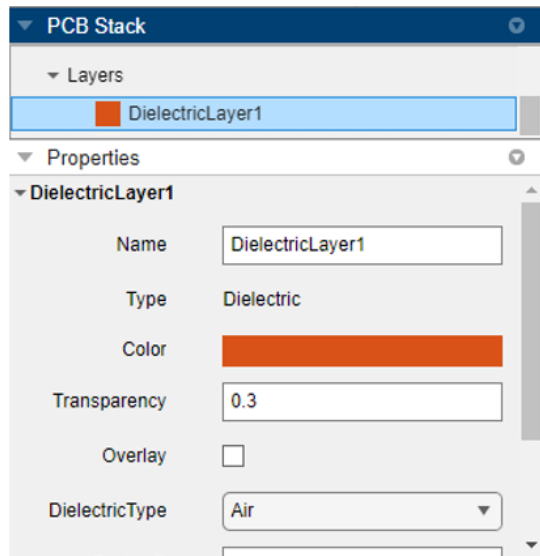 PCB Stack
Layers
DielectricLayer1
Properties
DielectricLayer1
Name DielectricLayer1
Type Dielectric
Color
Transparency 0.3
Overlay
DielectricType Air